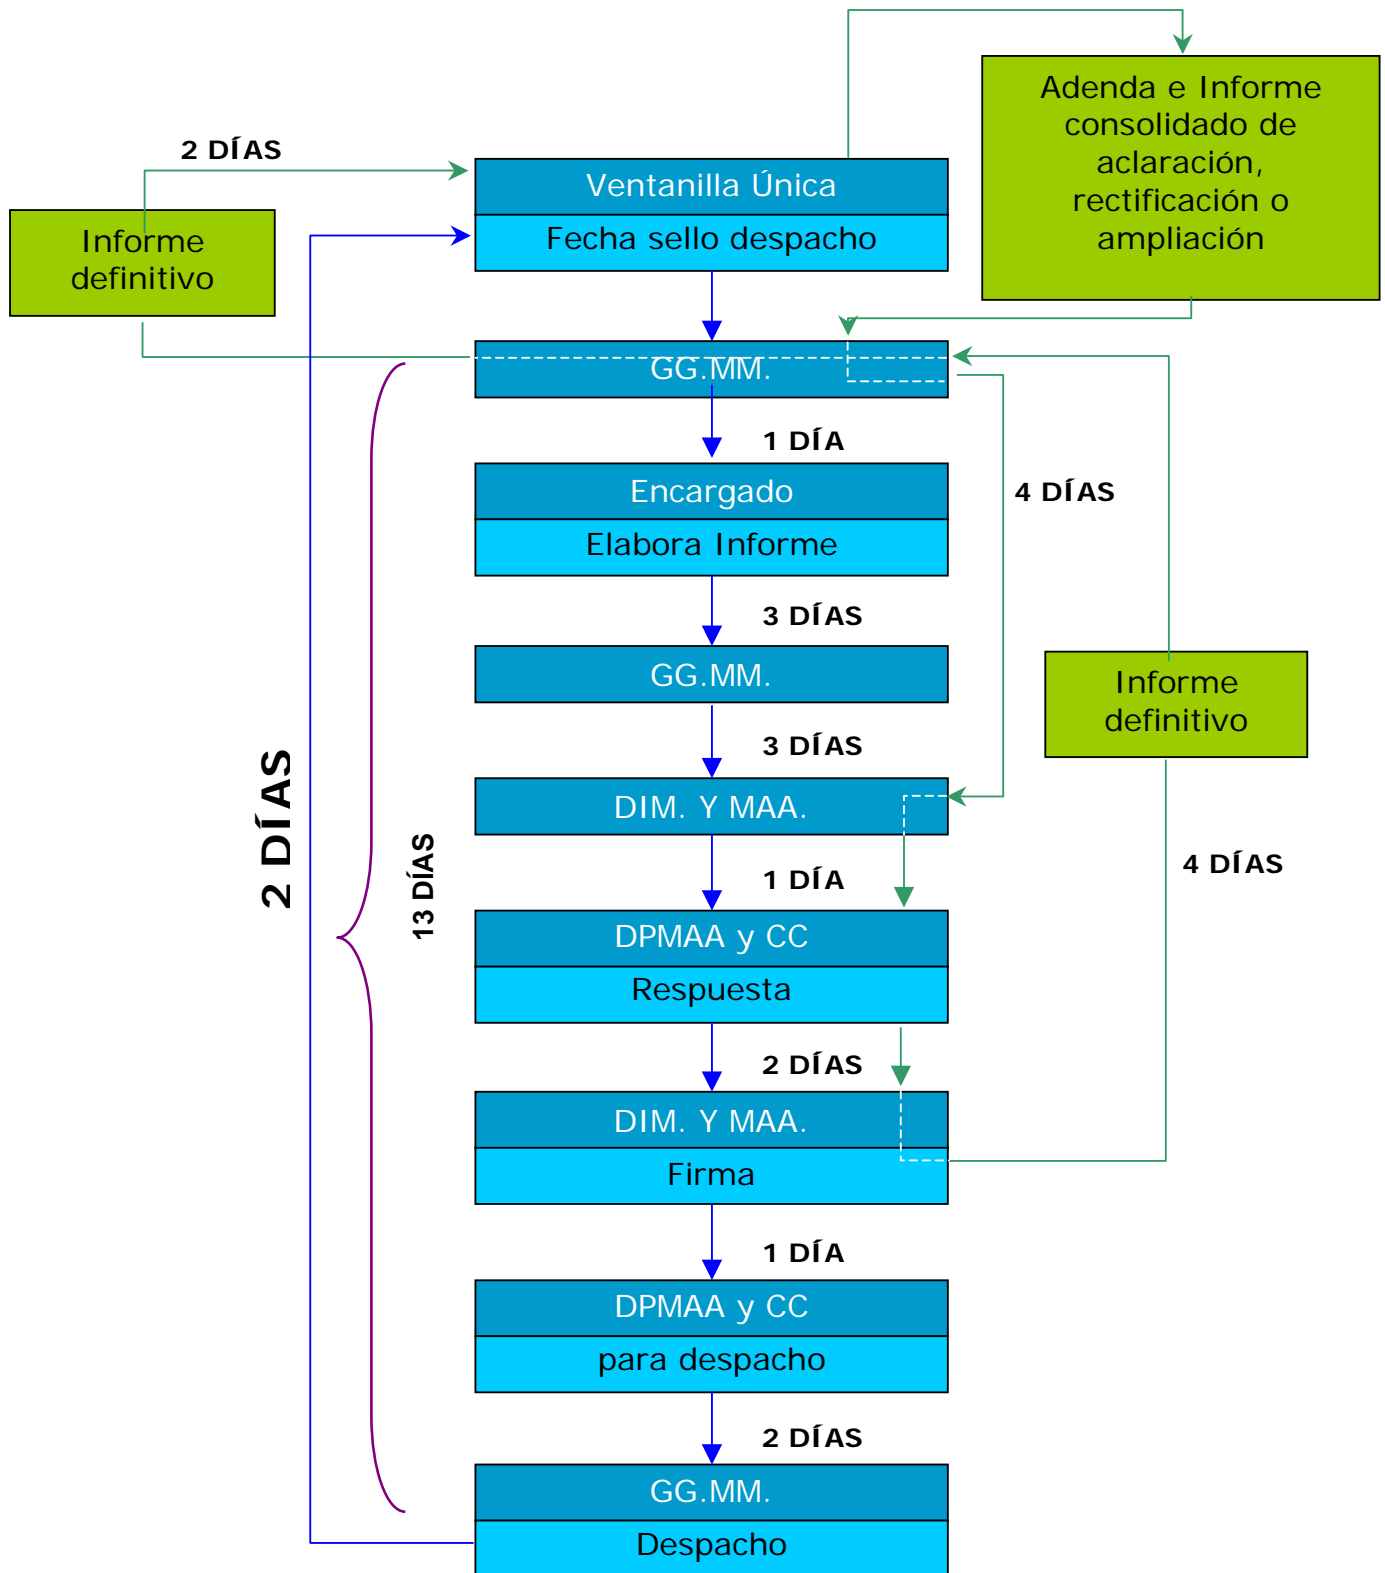 Adenda e Informe
consolidado de
aclaración,
rectificación o
ampliación
2 DÍAS
Ventanilla Única
Fecha sello despacho
Informe
definitivo
GG.MM.
1 DÍA
Encargado
Elabora Informe
4 DÍAS
3 DÍAS
GG.MM.
Informe
definitivo
3 DÍAS
2 DÍAS
13 DÍAS
DIM. Y MAA.
1 DÍA
4 DÍAS
DPMAA y CC
Respuesta
2 DÍAS
DIM. Y MAA.
Firma
1 DÍA
DPMAA y CC
para despacho
2 DÍAS
GG.MM.
Despacho